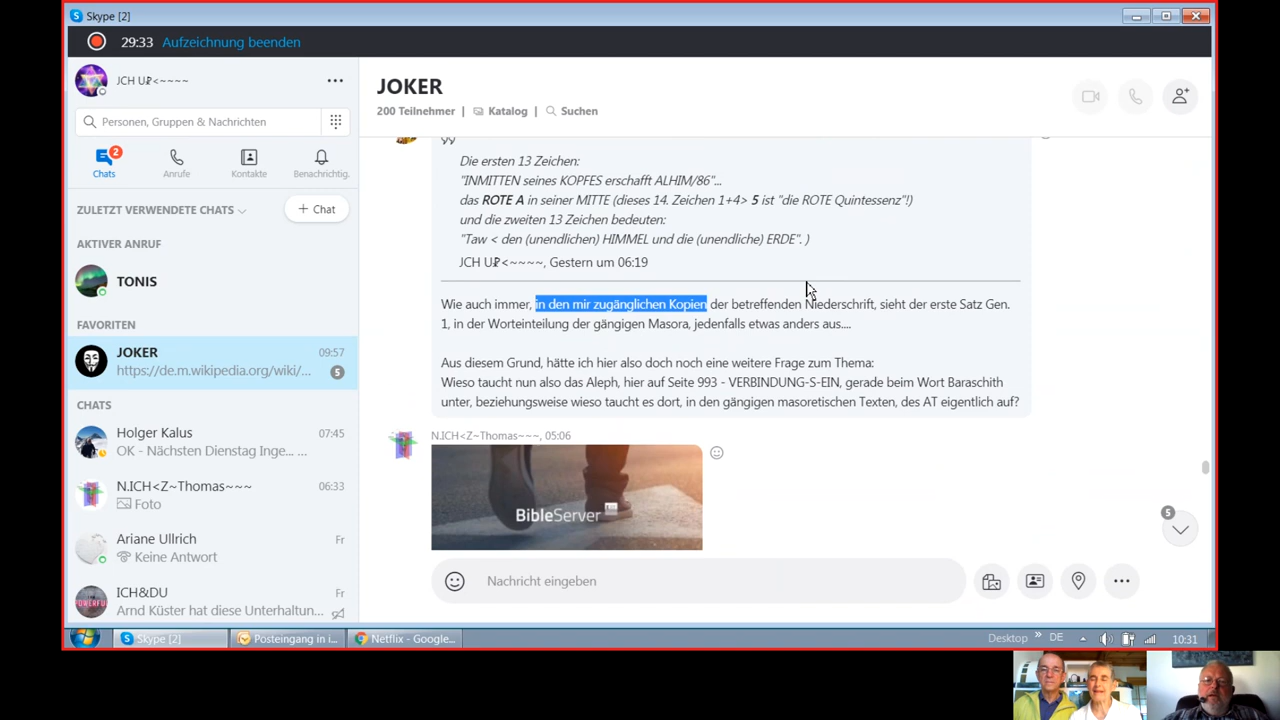 Skype [2]
29:33 Aufzeichnung beenden
JCH U₽<~~~~
Personen, Gruppen & Nachrichten
2
Chats
Anrufe
Kontakte
Benachrichtig.
ZULETZT VERWENDETE CHATS
+ Chat
AKTIVER ANRUF
TONIS
FAVORITEN
JOKER 09:57
https://de.m.wikipedia.org/wiki/... 5
CHATS
Holger Kalus 07:45
OK - Nächsten Dienstag Inge... ...
N.ICH<Z~Thomas~~~ 06:33
Foto
Ariane Ullrich Fr
Keine Antwort
ICH&DU Fr
Arnd Küster hat diese Unterhaltun...
JOKER
200 Teilnehmer | Katalog | Suchen
Die ersten 13 Zeichen:
"INMITTEN seines KOPFES erschafft ALHIM/86"...
das ROTE A in seiner MITTE (dieses 14. Zeichen 1+4> 5 ist "die ROTE Quintessenz"!)
und die zweiten 13 Zeichen bedeuten:
"Taw < den (unendlichen) HIMMEL und die (unendliche) ERDE". )
JCH U₽<~~~~, Gestern um 06:19
Wie auch immer, in den mir zugänglichen Kopien der betreffenden Niederschrift, sieht der erste Satz Gen.
1, in der Worteinteilung der gängigen Masora, jedenfalls etwas anders aus....
Aus diesem Grund, hätte ich hier also doch noch eine weitere Frage zum Thema:
Wieso taucht nun also das Aleph, hier auf Seite 993 - VERBINDUNG-S-EIN, gerade beim Wort Baraschith
unter, beziehungsweise wieso taucht es dort, in den gängigen masoretischen Texten, des AT eigentlich auf?
N.ICH<Z~Thomas~~~, 05:06
BibleServer
5
Nachricht eingeben
Skype [2]
Posteingang in i...
Netflix - Google...
Desktop » DE 10:31